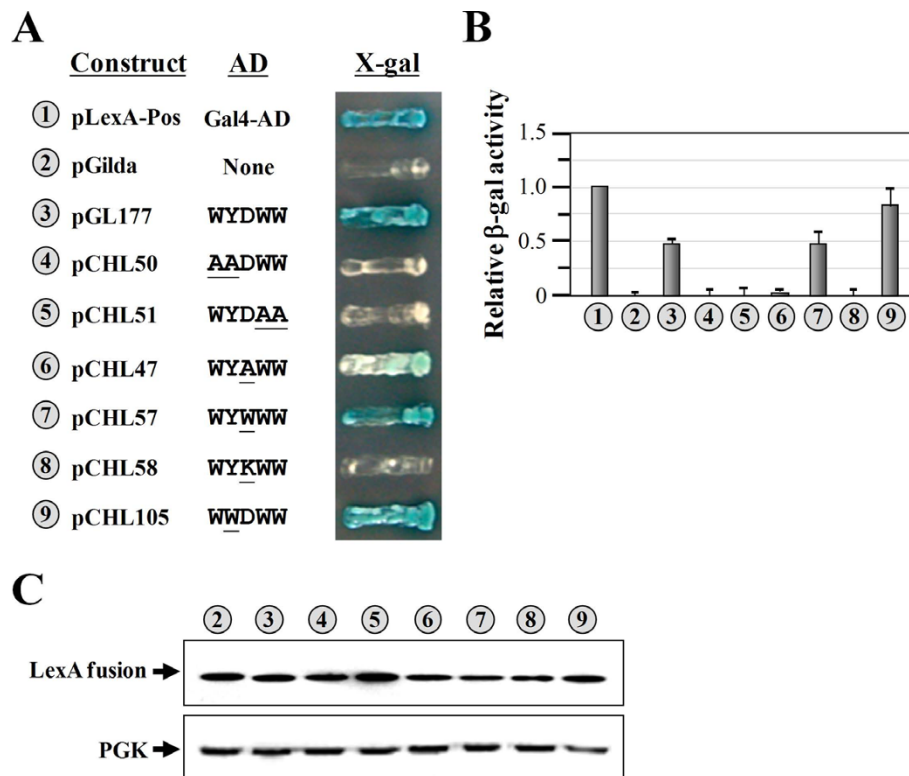 A
Construct AD X-gal
1 pLexA-Pos Gal4-AD
2 pGilda None
3 pGL177 WYDWW
4 pCHL50 AADWW
5 pCHL51 WYDAA
6 pCHL47 WYAWW
7 pCHL57 WYWWW
8 pCHL58 WYKWW
9 pCHL105 WWDWW
B
Relative β-gal activity
1.5
1.0
0.5
0
1 2 3 4 5 6 7 8 9
C
2 3 4 5 6 7 8 9
LexA fusion
PGK